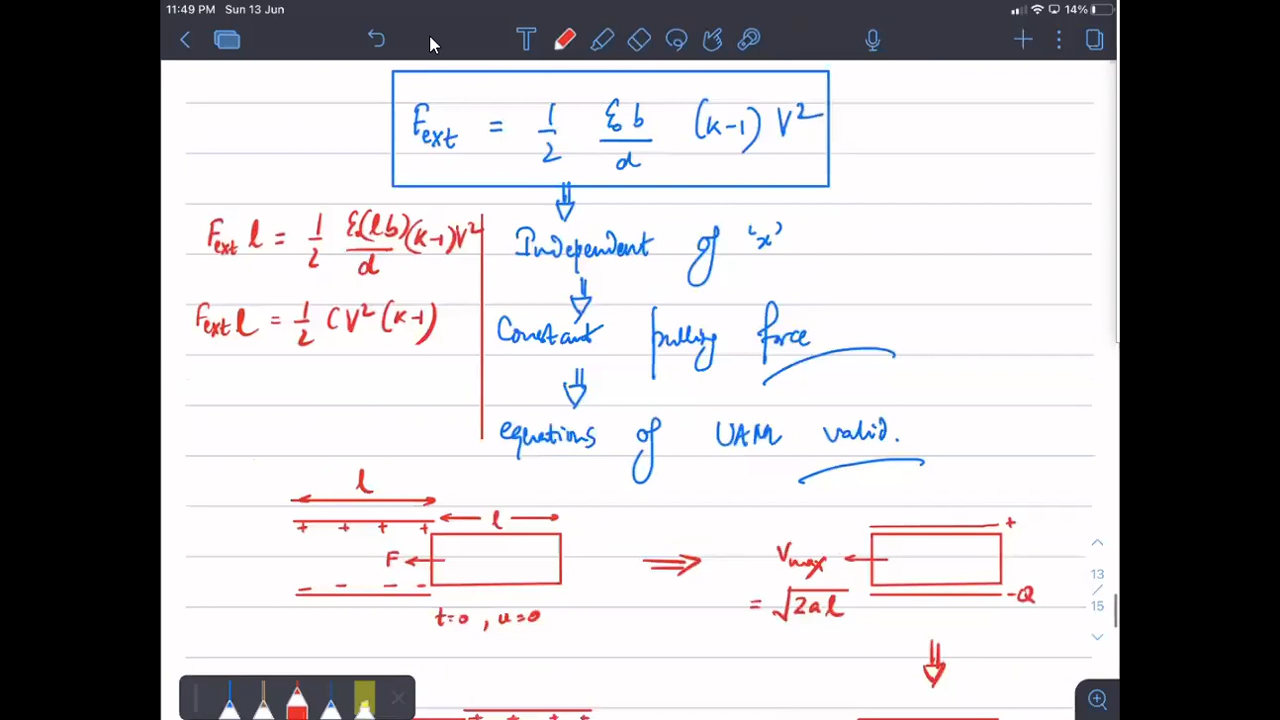 11:49 PM Sun 13 Jun
14%
T
F_ext = 1/2 ε₀b/d (K-1) V²
F_ext l = 1/2 ε₀(lb)/d (K-1)V²
F_ext l = 1/2 CV²(K-1)
Independent of 'x'
Constant pulling force
equations of UAM valid.
l
+ + + +
l
F
- - - -
t=0, u=0
⇒
V_max
= √2al
+
-Q
13
/
15
+ + + +